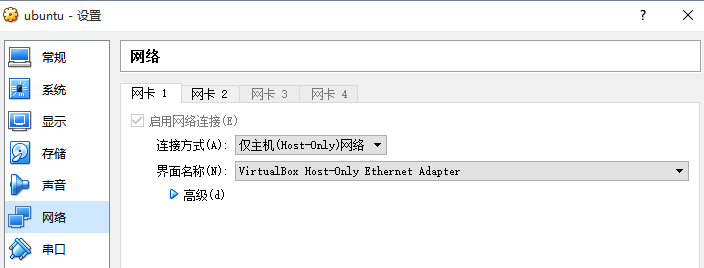 ubuntu - 设置
常规
系统
显示
存储
声音
网络
串口
网络
网卡 1 网卡 2 网卡 3 网卡 4
启用网络连接(E)
连接方式(A): 仅主机(Host-Only)网络
界面名称(N): VirtualBox Host-Only Ethernet Adapter
高级(d)